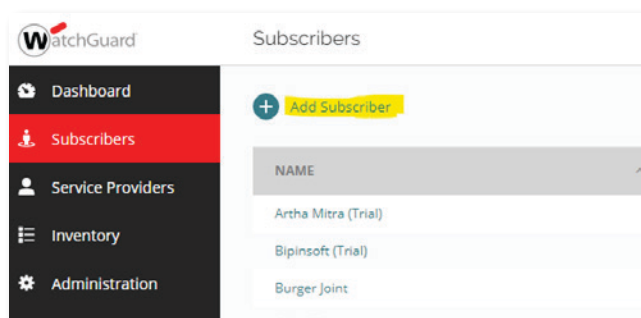 WatchGuard
Subscribers
Dashboard
Add Subscriber
Subscribers
NAME
Service Providers
Artha Mitra (Trial)
Inventory
Bipinsoft (Trial)
Administration
Burger Joint